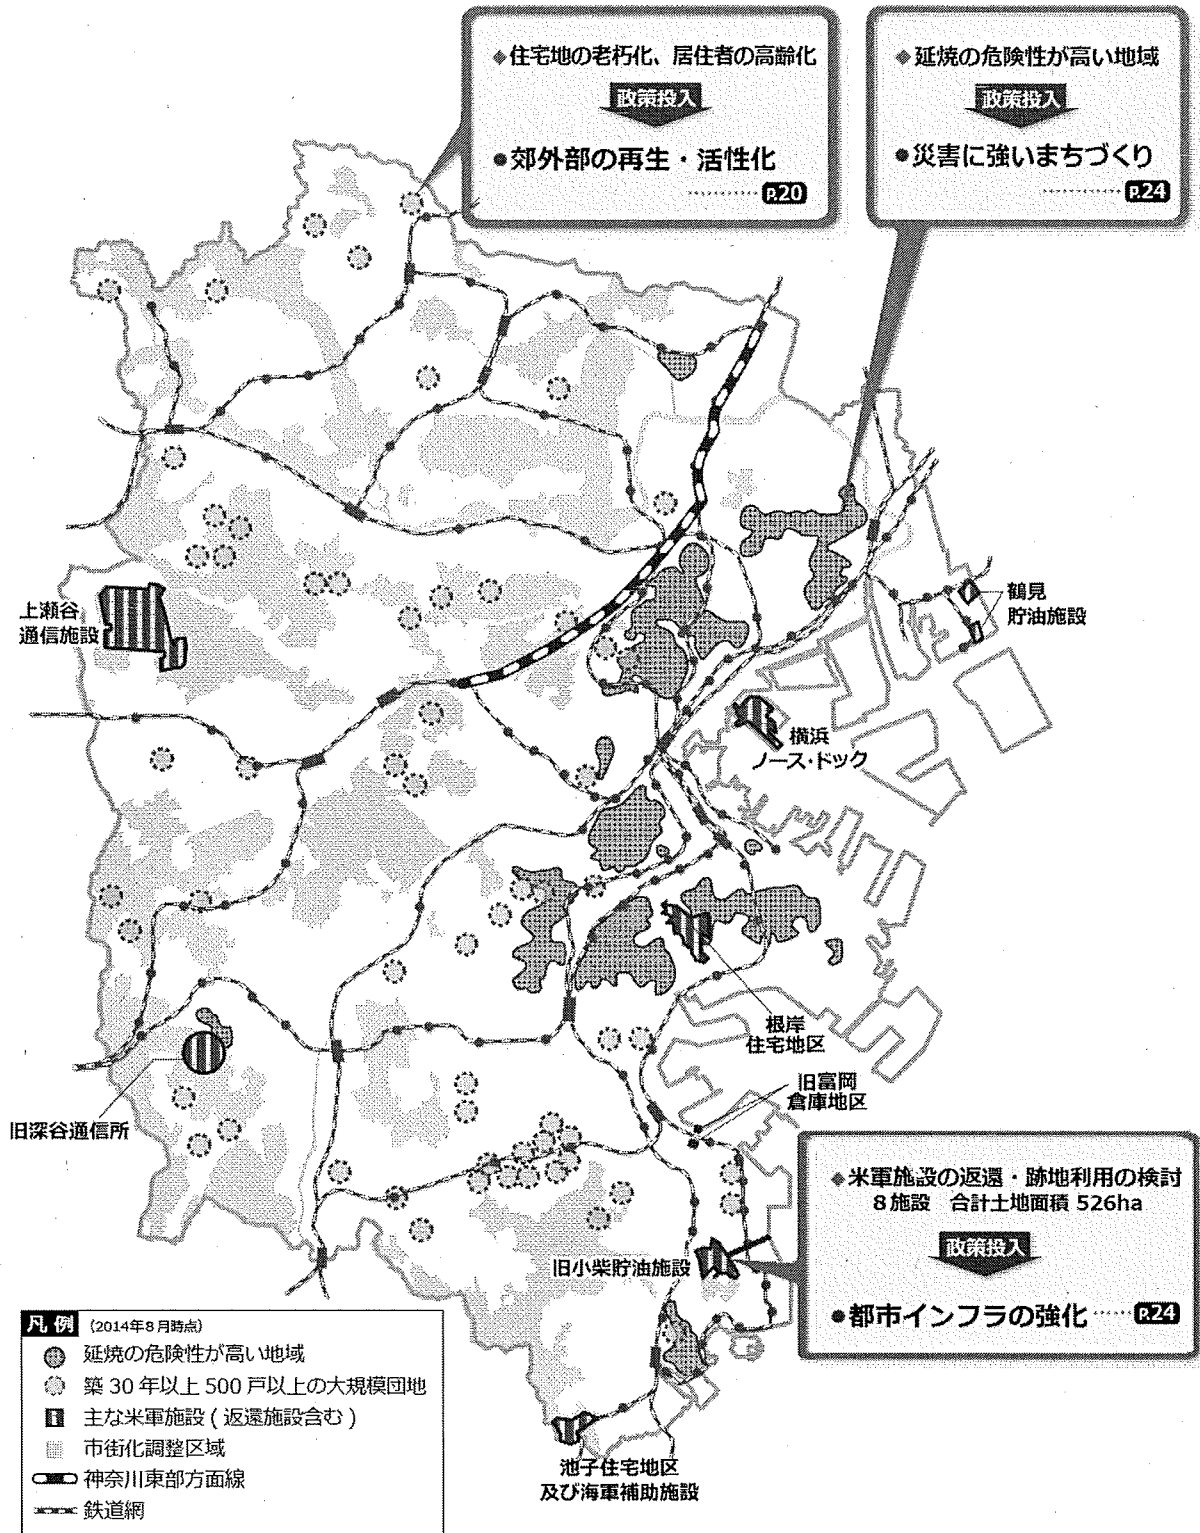 ◆住宅地の老朽化、居住者の高齢化
政策投入
●郊外部の再生・活性化
………………P.20
◆延焼の危険性が高い地域
政策投入
●災害に強いまちづくり
………………P.24
上瀬谷
通信施設
鶴見
貯油施設
横浜
ノース・ドック
根岸
住宅地区
旧富岡
倉庫地区
旧深谷通信所
◆米軍施設の返還・跡地利用の検討
8施設 合計土地面積 526ha
政策投入
●都市インフラの強化……P.24
旧小柴貯油施設
池子住宅地区
及び海軍補助施設
凡例 (2014年8月時点)
延焼の危険性が高い地域
築30年以上500戸以上の大規模団地
主な米軍施設(返還施設含む)
市街化調整区域
神奈川東部方面線
鉄道網